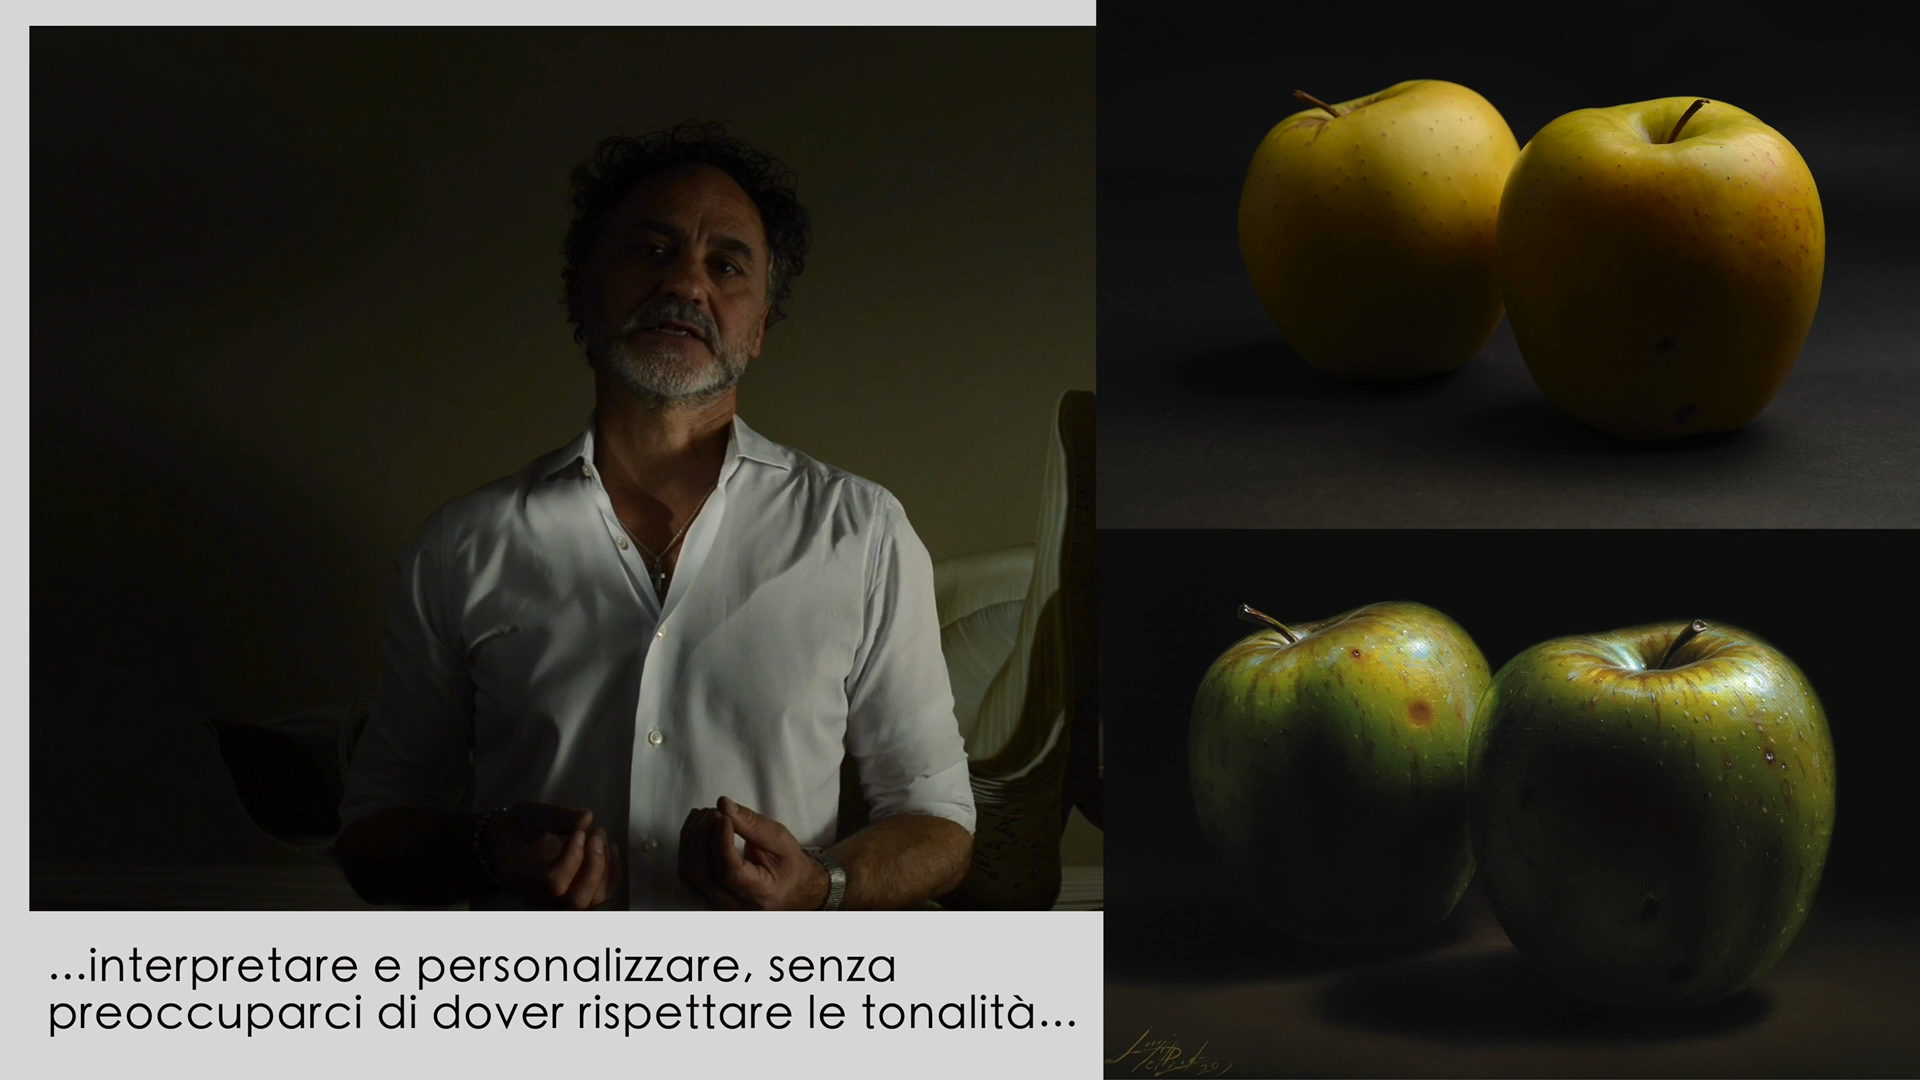 ...interpretare e personalizzare, senza
preoccuparci di dover rispettare le tonalità...